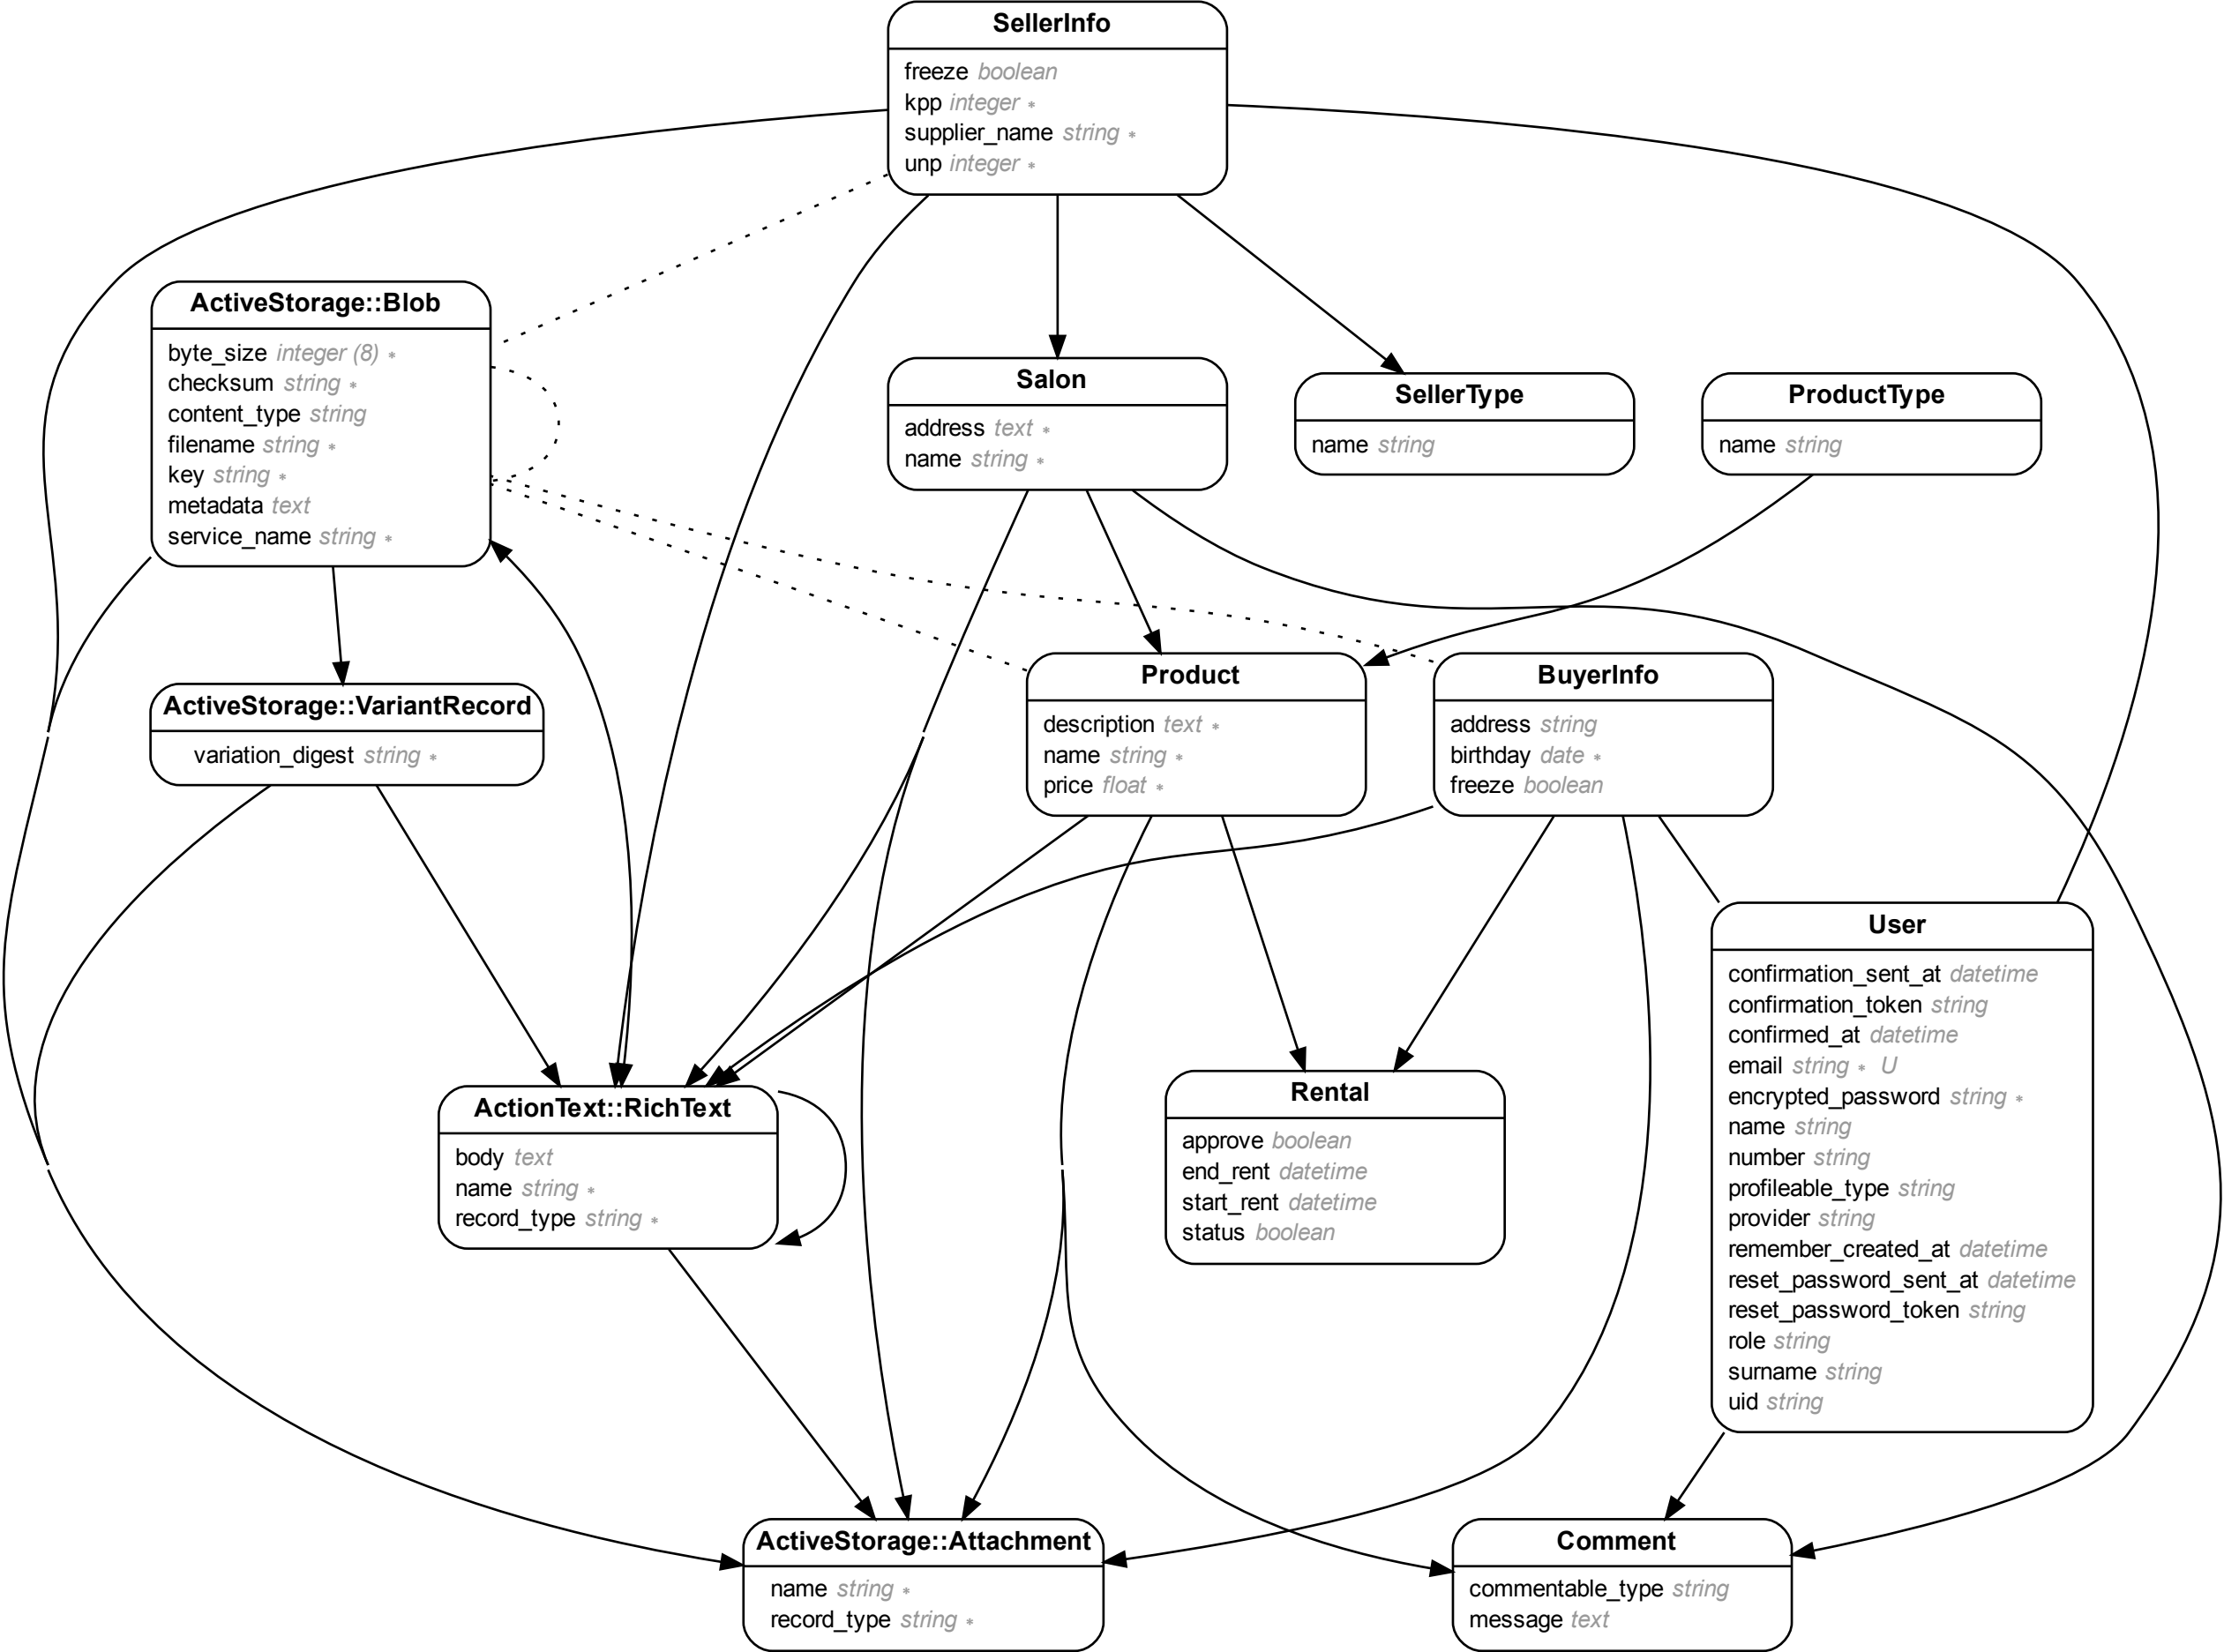 SellerInfo
freeze boolean
kpp integer *
supplier_name string *
unp integer *
ActiveStorage::Blob
byte_size integer (8) *
checksum string *
content_type string
filename string *
key string *
metadata text
service_name string *
Salon
address text *
name string *
SellerType
name string
ProductType
name string
ActiveStorage::VariantRecord
variation_digest string *
Product
description text *
name string *
price float *
BuyerInfo
address string
birthday date *
freeze boolean
User
confirmation_sent_at datetime
confirmation_token string
confirmed_at datetime
email string * U
encrypted_password string *
name string
number string
profileable_type string
provider string
remember_created_at datetime
reset_password_sent_at datetime
reset_password_token string
role string
surname string
uid string
ActionText::RichText
body text
name string *
record_type string *
Rental
approve boolean
end_rent datetime
start_rent datetime
status boolean
ActiveStorage::Attachment
name string *
record_type string *
Comment
commentable_type string
message text